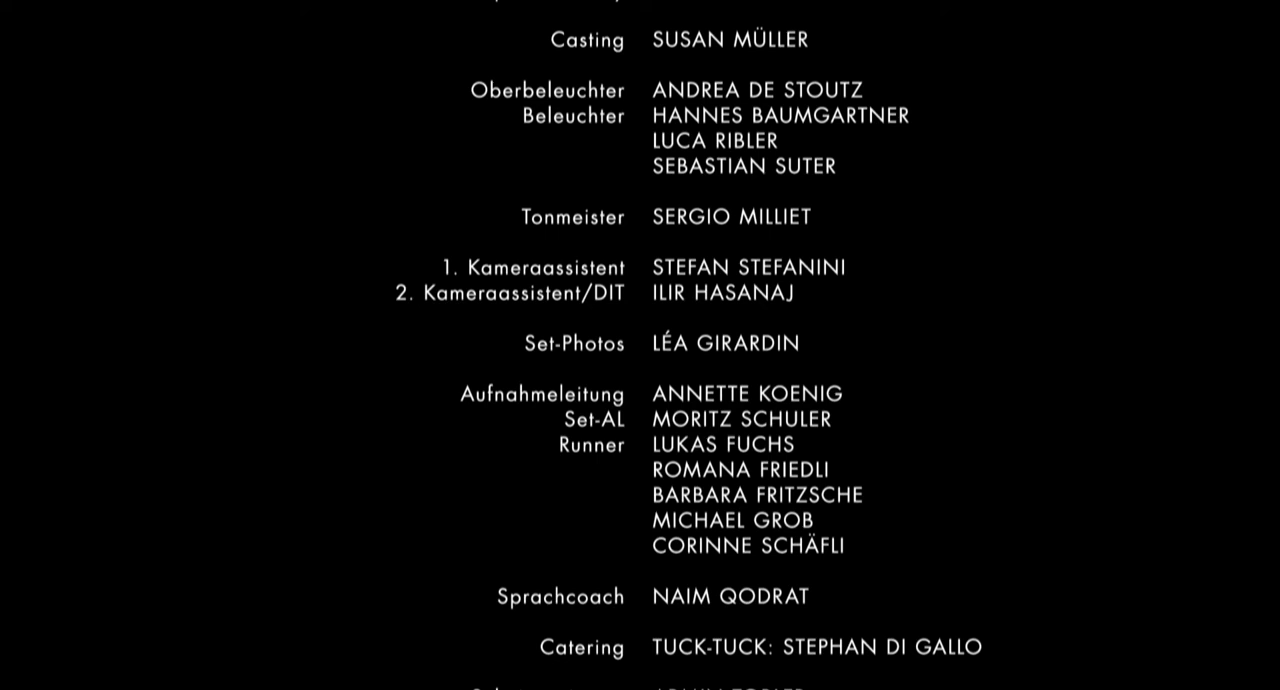 Casting SUSAN MÜLLER
Oberbeleuchter ANDREA DE STOUTZ
Beleuchter HANNES BAUMGARTNER
LUCA RIBLER
SEBASTIAN SUTER
Tonmeister SERGIO MILLIET
1. Kameraassistent STEFAN STEFANINI
2. Kameraassistent/DIT ILIR HASANAJ
Set-Photos LÉA GIRARDIN
Aufnahmeleitung ANNETTE KOENIG
Set-AL MORITZ SCHULER
Runner LUKAS FUCHS
ROMANA FRIEDLI
BARBARA FRITZSCHE
MICHAEL GROB
CORINNE SCHÄFLI
Sprachcoach NAIM QODRAT
Catering TUCK-TUCK: STEPHAN DI GALLO